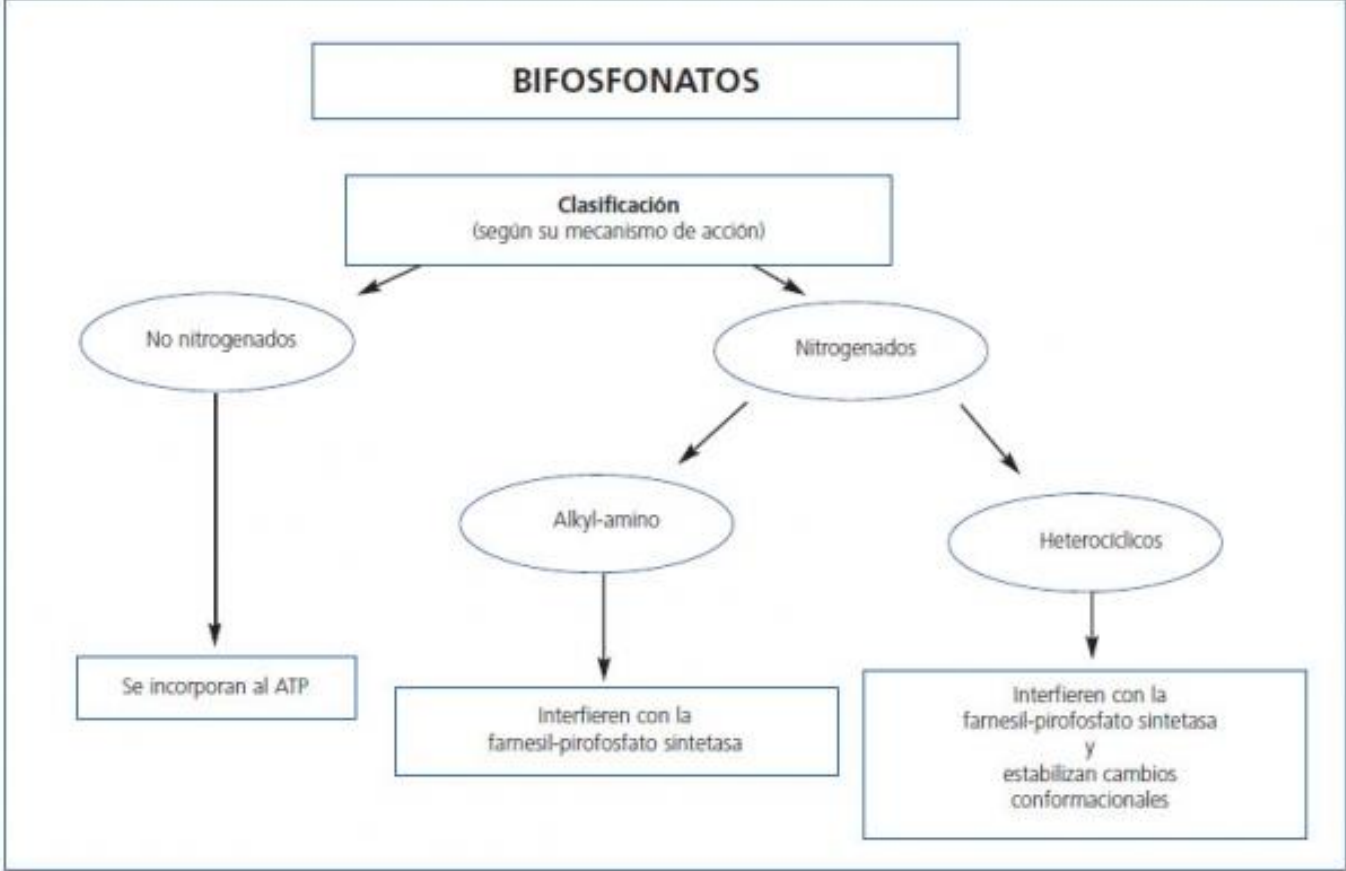 BIFOSFONATOS
Clasificación
(según su mecanismo de acción)
No nitrogenados
Nitrogenados
Alkyl-amino
Heterocíclicos
Se incorporan al ATP
Interfieren con la
farnesil-pirofosfato sintetasa
Interfieren con la
farnesil-pirofosfato sintetasa
y
estabilizan cambios
conformacionales